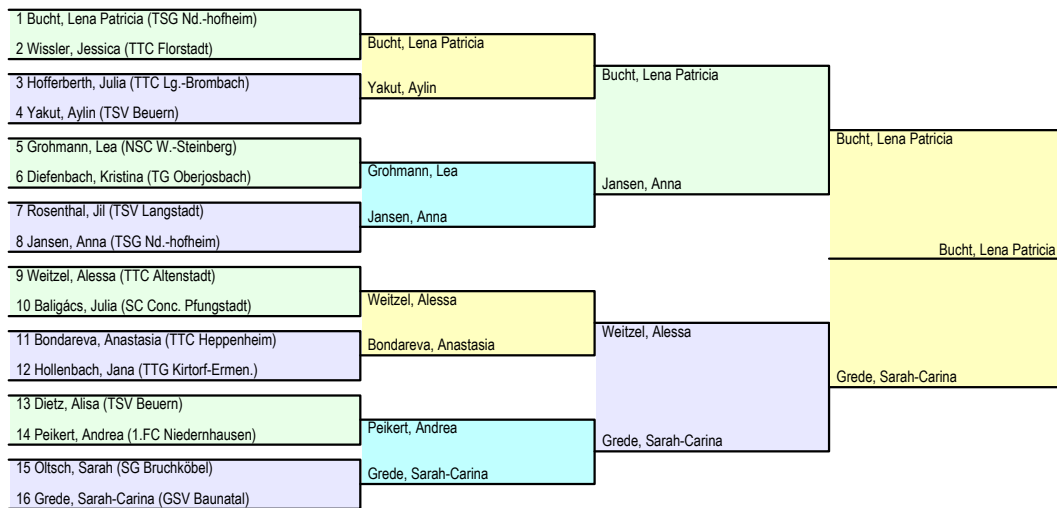 1 Bucht, Lena Patricia (TSG Nd.-hofheim)
2 Wissler, Jessica (TTC Florstadt)
3 Hofferberth, Julia (TTC Lg.-Brombach)
4 Yakut, Aylin (TSV Beuern)
5 Grohmann, Lea (NSC W.-Steinberg)
6 Diefenbach, Kristina (TG Oberjosbach)
7 Rosenthal, Jil (TSV Langstadt)
8 Jansen, Anna (TSG Nd.-hofheim)
9 Weitzel, Alessa (TTC Altenstadt)
10 Baligács, Julia (SC Conc. Pfungstadt)
11 Bondareva, Anastasia (TTC Heppenheim)
12 Hollenbach, Jana (TTG Kirtorf-Ermen.)
13 Dietz, Alisa (TSV Beuern)
14 Peikert, Andrea (1.FC Niedernhausen)
15 Oltsch, Sarah (SG Bruchköbel)
16 Grede, Sarah-Carina (GSV Baunatal)
Bucht, Lena Patricia
Yakut, Aylin
Grohmann, Lea
Jansen, Anna
Weitzel, Alessa
Bondareva, Anastasia
Peikert, Andrea
Grede, Sarah-Carina
Bucht, Lena Patricia
Jansen, Anna
Weitzel, Alessa
Grede, Sarah-Carina
Bucht, Lena Patricia
Grede, Sarah-Carina
Bucht, Lena Patricia